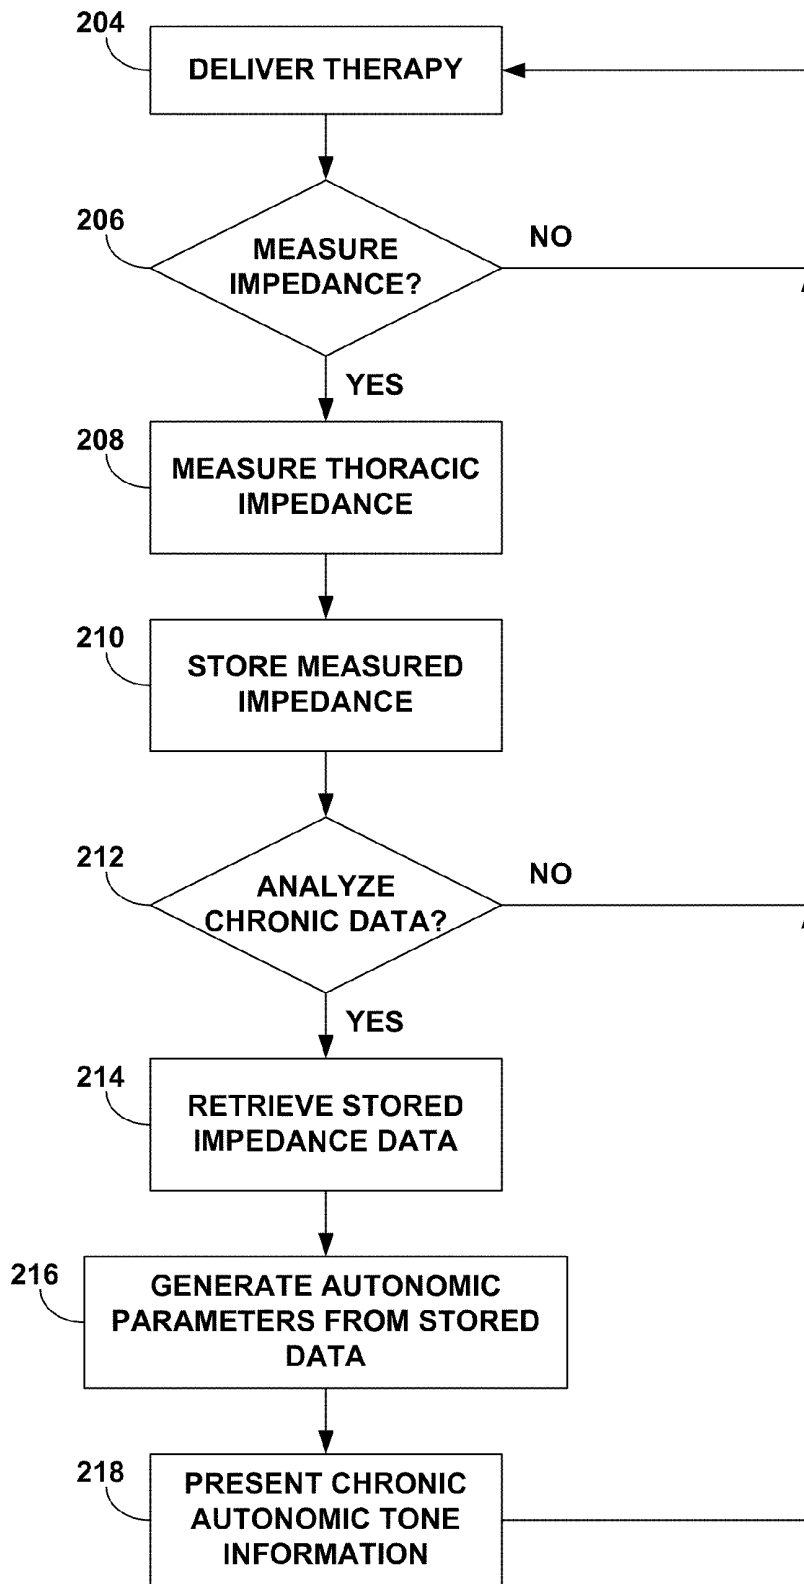 204
DELIVER THERAPY
206
MEASURE
IMPEDANCE?
NO
YES
208
MEASURE THORACIC
IMPEDANCE
210
STORE MEASURED
IMPEDANCE
212
ANALYZE
CHRONIC DATA?
NO
YES
214
RETRIEVE STORED
IMPEDANCE DATA
216
GENERATE AUTONOMIC
PARAMETERS FROM STORED
DATA
218
PRESENT CHRONIC
AUTONOMIC TONE
INFORMATION